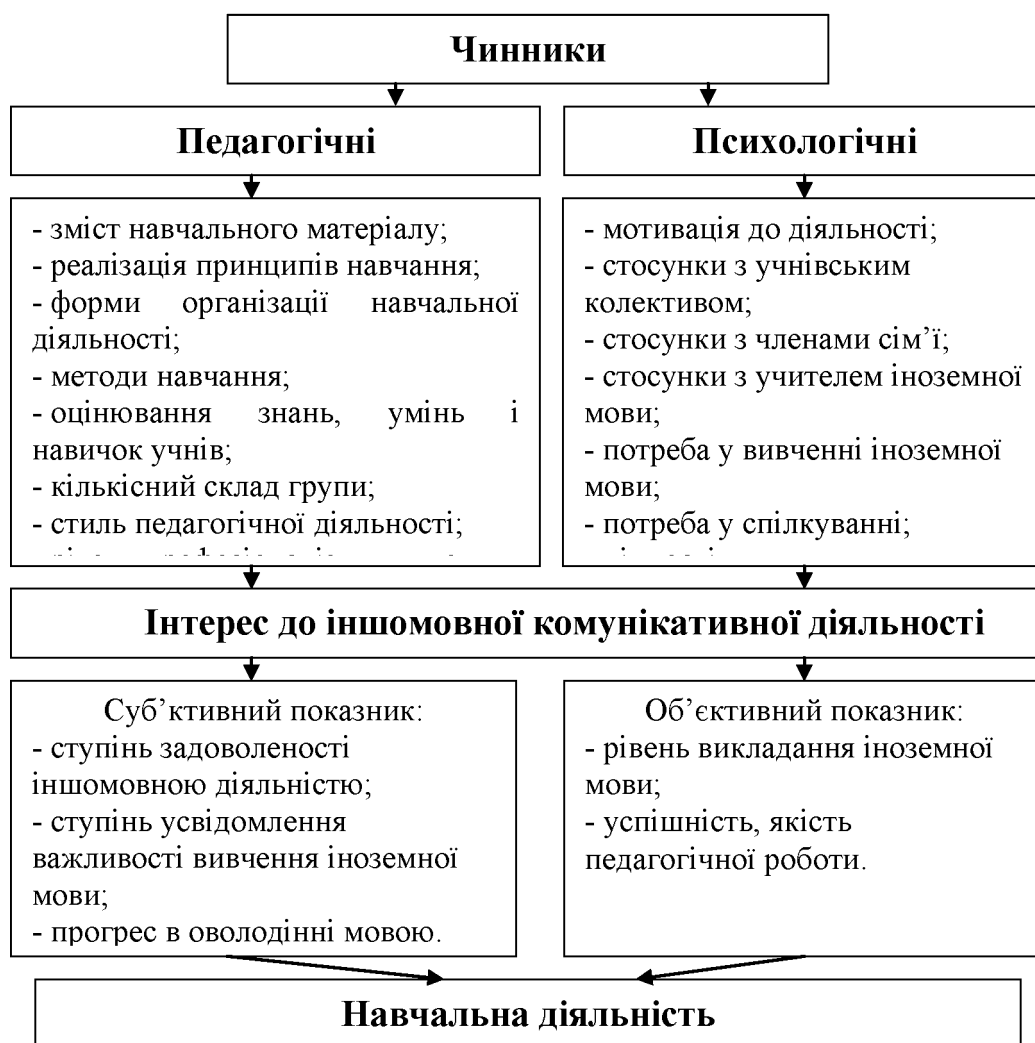 Чинники
Педагогічні
Психологічні
- зміст навчального матеріалу;
- реалізація принципів навчання;
- форми організації навчальної
діяльності;
- методи навчання;
- оцінювання знань, умінь і
навичок учнів;
- кількісний склад групи;
- стиль педагогічної діяльності;
- мотивація до діяльності;
- стосунки з учнівським
колективом;
- стосунки з членами сім’ї;
- стосунки з учителем іноземної
мови;
- потреба у вивченні іноземної
мови;
- потреба у спілкуванні;
Інтерес до іншомовної комунікативної діяльності
Суб’ктивний показник:
- ступінь задоволеності
іншомовною діяльністю;
- ступінь усвідомлення
важливості вивчення іноземної
мови;
- прогрес в оволодінні мовою.
Об’єктивний показник:
- рівень викладання іноземної
мови;
- успішність, якість
педагогічної роботи.
Навчальна діяльність